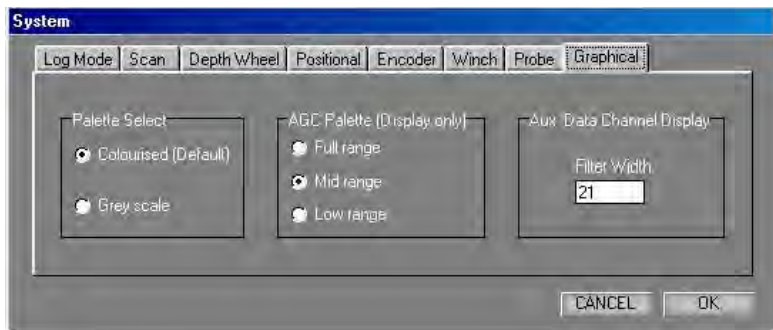 System
Log Mode Scan Depth Wheel Positional Encoder Winch Probe Graphical
Palette Select
Colourised (Default)
Grey scale
AGC Palette (Display only)
Full range
Mid range
Low range
Aux Data Channel Display
Filter Width
21
CANCEL OK